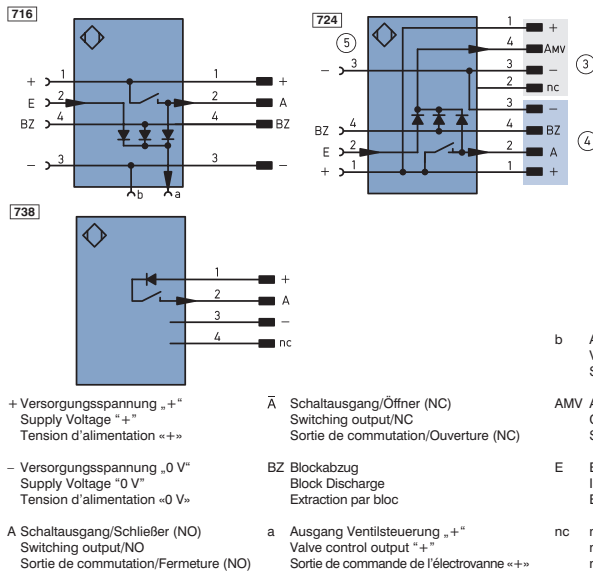 716
+ 1 1 +
E 2 2 A
BZ 4 4 BZ
− 3 3 −
b a
724
1 +
5 4 AMV
− 3 3 − 3
2 nc
3 −
BZ 4 4 BZ 4
E 2 2 A
+ 1 1 +
738
1 +
2 A
3 −
4 nc
+ Versorgungsspannung „+“
Supply Voltage “+”
Tension d'alimentation «+»
− Versorgungsspannung „0 V“
Supply Voltage “0 V”
Tension d'alimentation «0 V»
A Schaltausgang/Schließer (NO)
Switching output/NO
Sortie de commutation/Fermeture (NO)
A̅ Schaltausgang/Öffner (NC)
Switching output/NC
Sortie de commutation/Ouverture (NC)
BZ Blockabzug
Block Discharge
Extraction par bloc
a Ausgang Ventilsteuerung „+“
Valve control output “+”
Sortie de commande de l'électrovanne «+»
b
AMV
E
nc